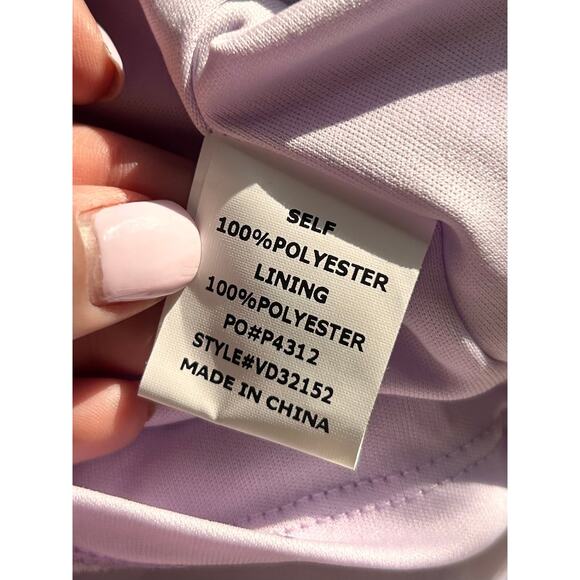 SELF
100%POLYESTER
LINING
100%POLYESTER
PO#P4312
STYLE#VD32152
MADE IN CHINA